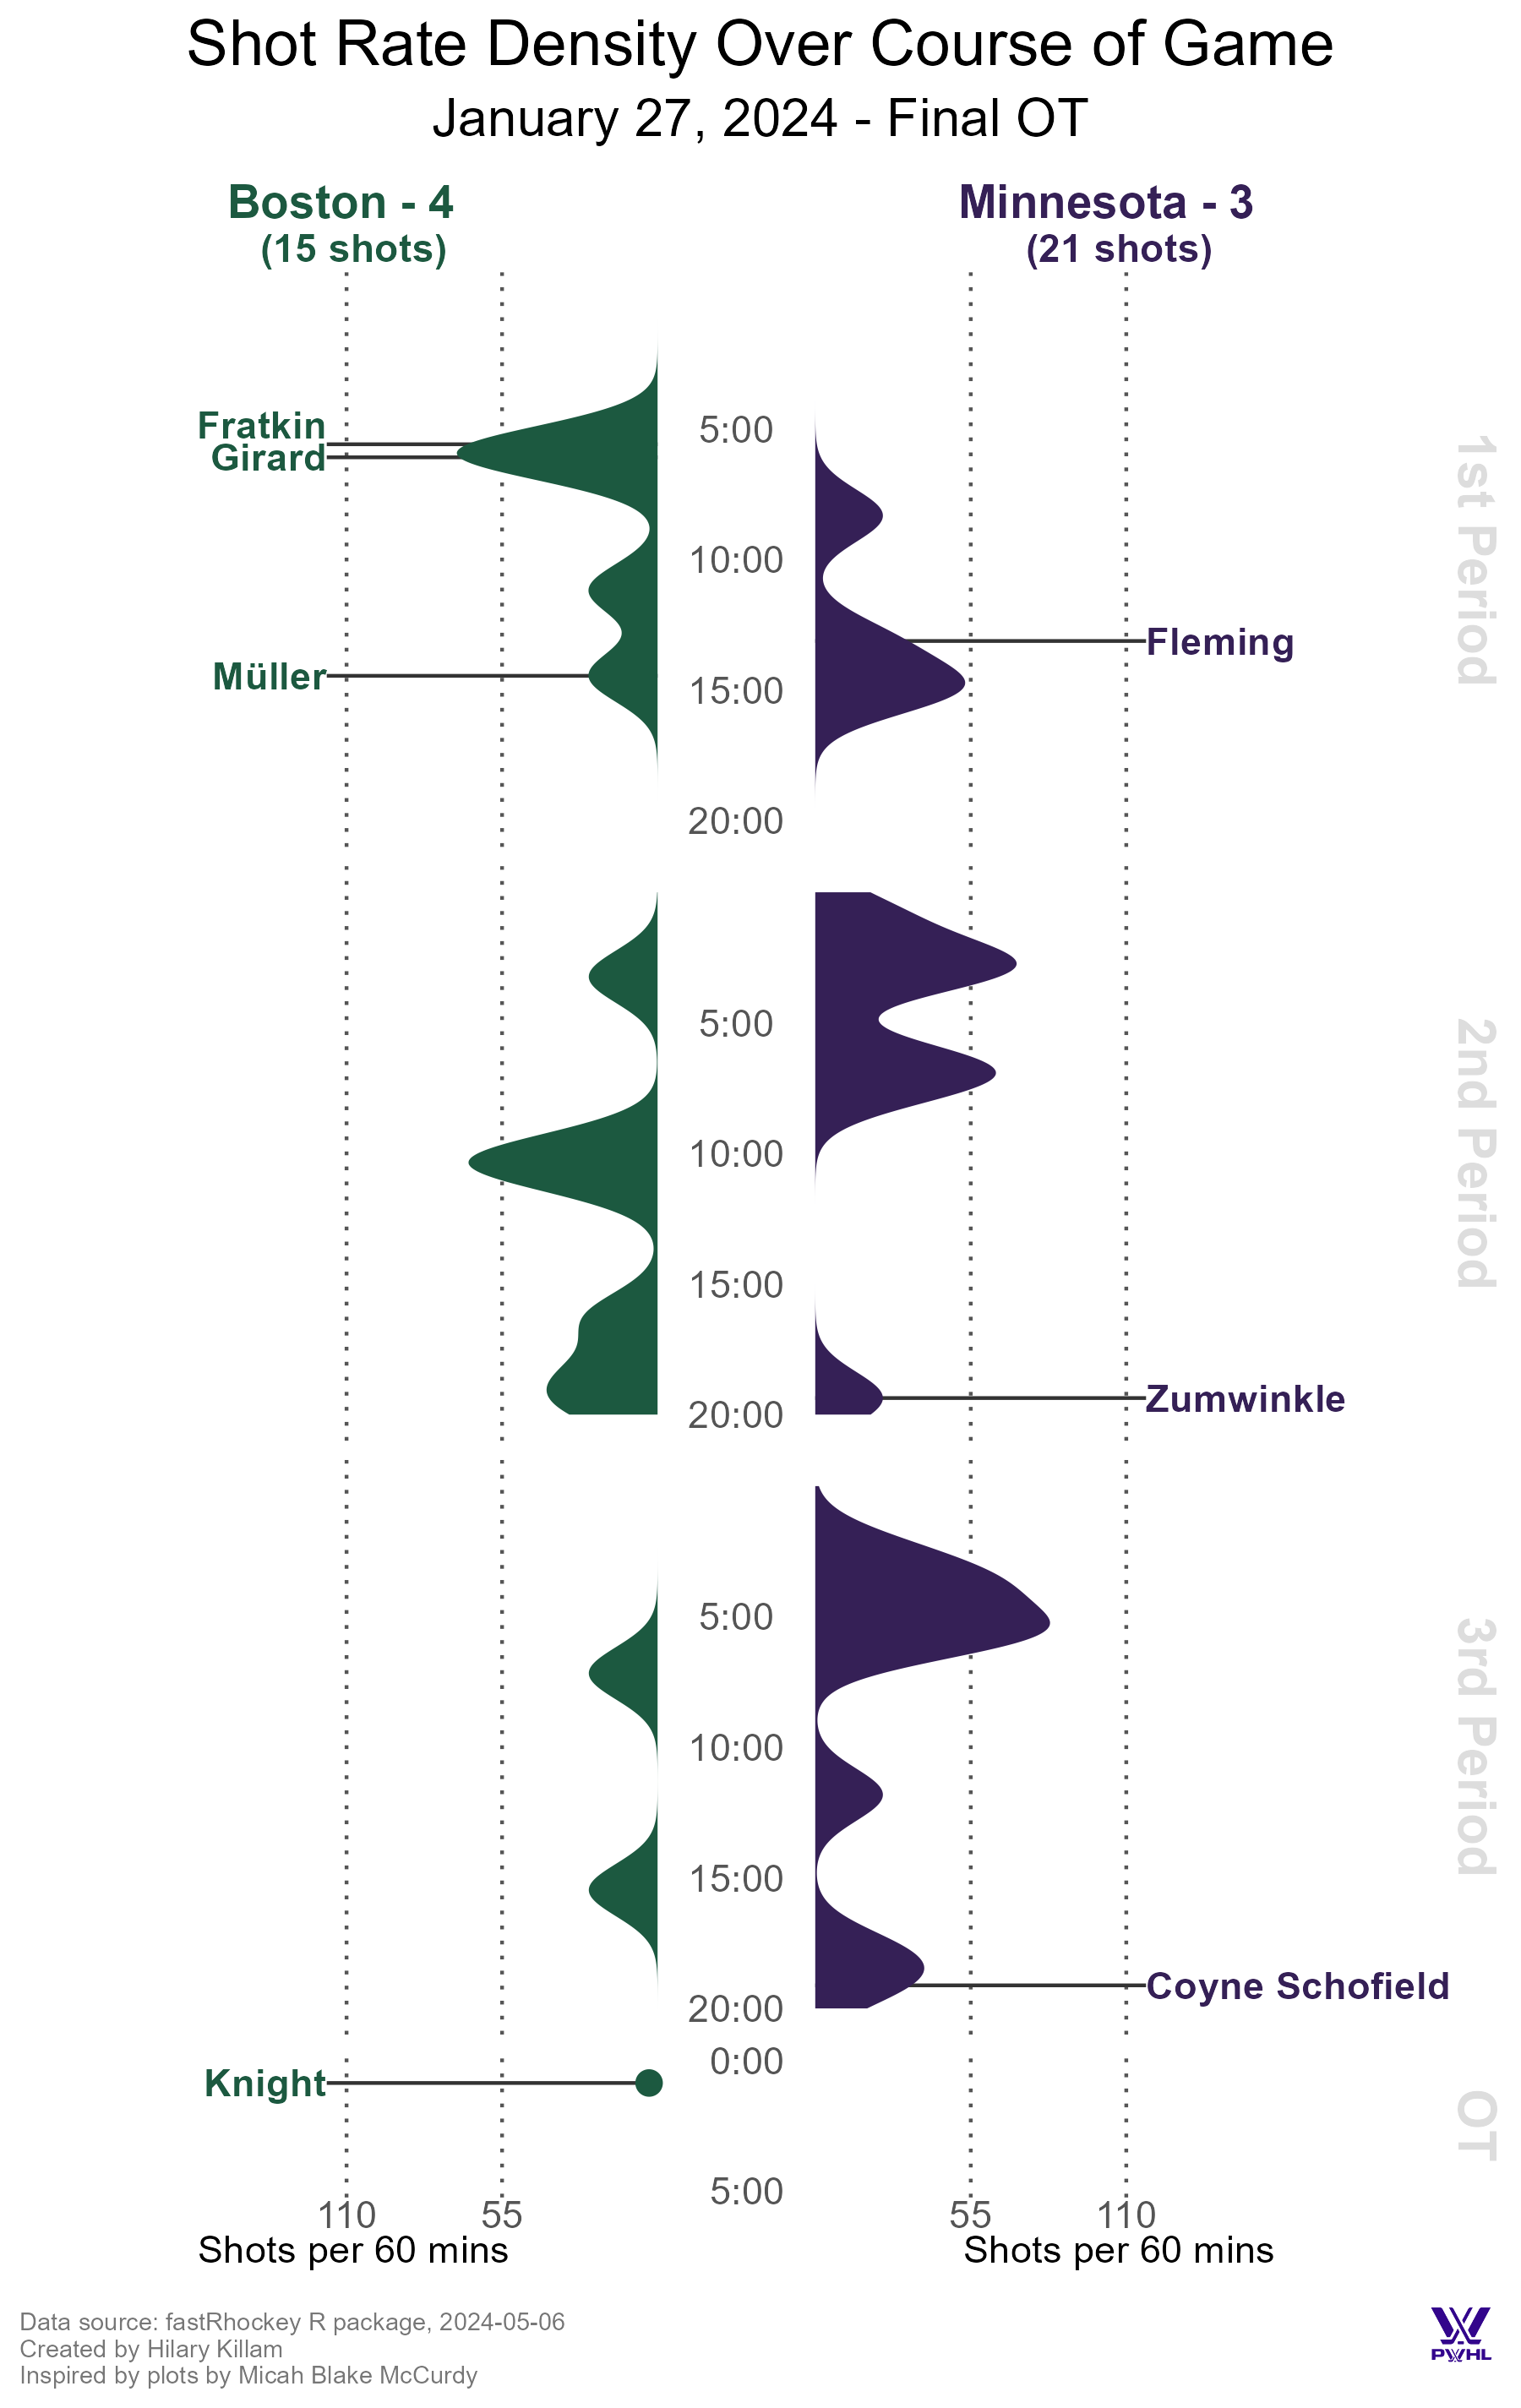 Shot Rate Density Over Course of Game
January 27, 2024 - Final OT
Boston - 4
(15 shots)
Minnesota - 3
(21 shots)
Fratkin
Girard
Müller
5:00
10:00
15:00
20:00
Fleming
1st Period
5:00
10:00
15:00
20:00
Zumwinkle
2nd Period
5:00
10:00
15:00
20:00
Coyne Schofield
3rd Period
Knight
0:00
5:00
OT
110
55
55
110
Shots per 60 mins
Shots per 60 mins
Data source: fastRhockey R package, 2024-05-06
Created by Hilary Killam
Inspired by plots by Micah Blake McCurdy
PWHL